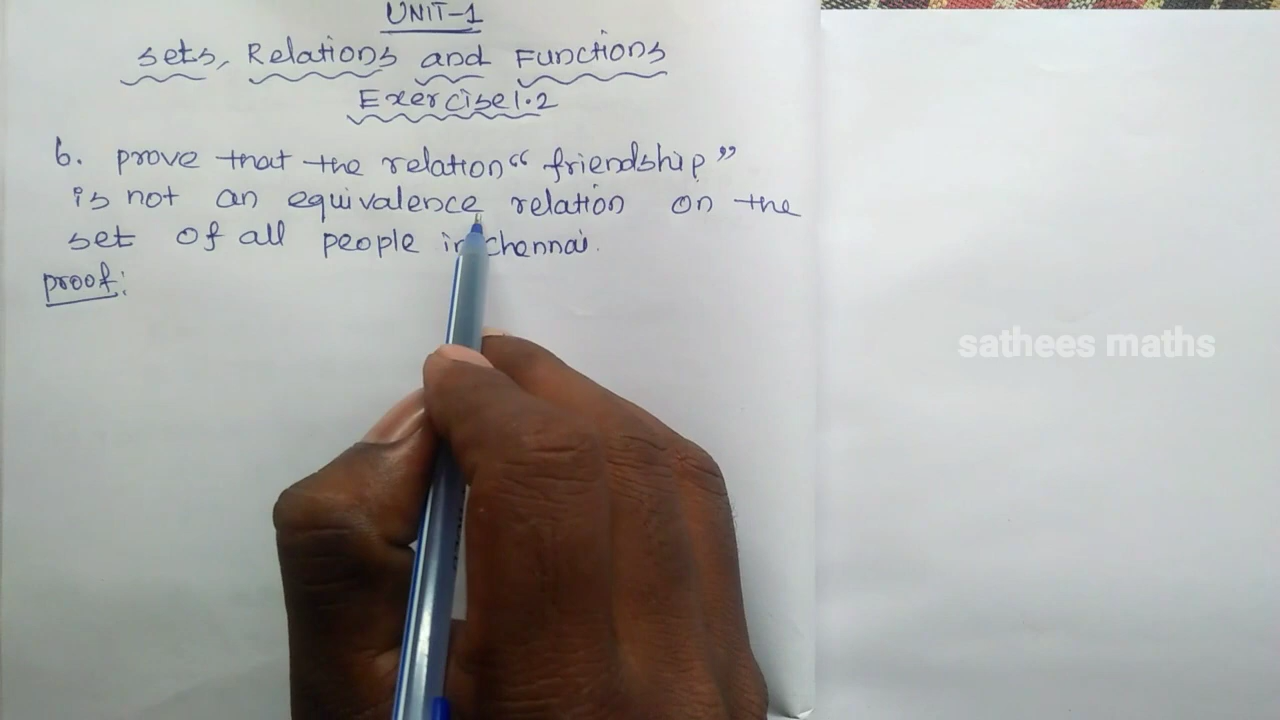 UNIT-1
sets, Relations and Functions
Exercise 1.2
6. prove that the relation "friendship"
is not an equivalence relation on the
set of all people in chennai.
proof:
sathees maths